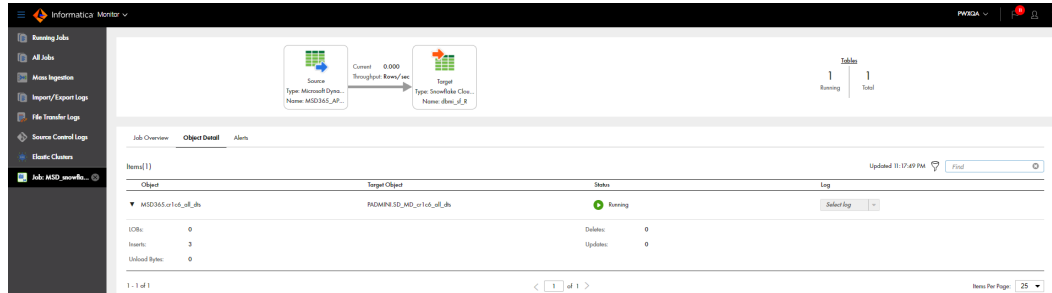 Informatica Monitor
PWXQA
Running Jobs
All Jobs
Mass Ingestion
Import/Export Logs
File Transfer Logs
Source Control Logs
Elastic Clusters
Job: MSD_snowfla...
Source
Type: Microsoft Dyna...
Name: MSD365_AP...
Current 0.000
Throughput: Rows/sec
Target
Type: Snowflake Clou...
Name: dbmi_sf_R
Tables
1 1
Running Total
Job Overview Object Detail Alerts
Items(1)
Updated 11:17:49 PM Find
Object Target Object Status Log
MSD365.cr1c6_all_dts PADMINI.SD_MD_cr1c6_all_dts Running Select log
LOBs: 0 Deletes: 0
Inserts: 3 Updates: 0
Unload Bytes: 0
1 - 1 of 1 1 of 1 Items Per Page: 25